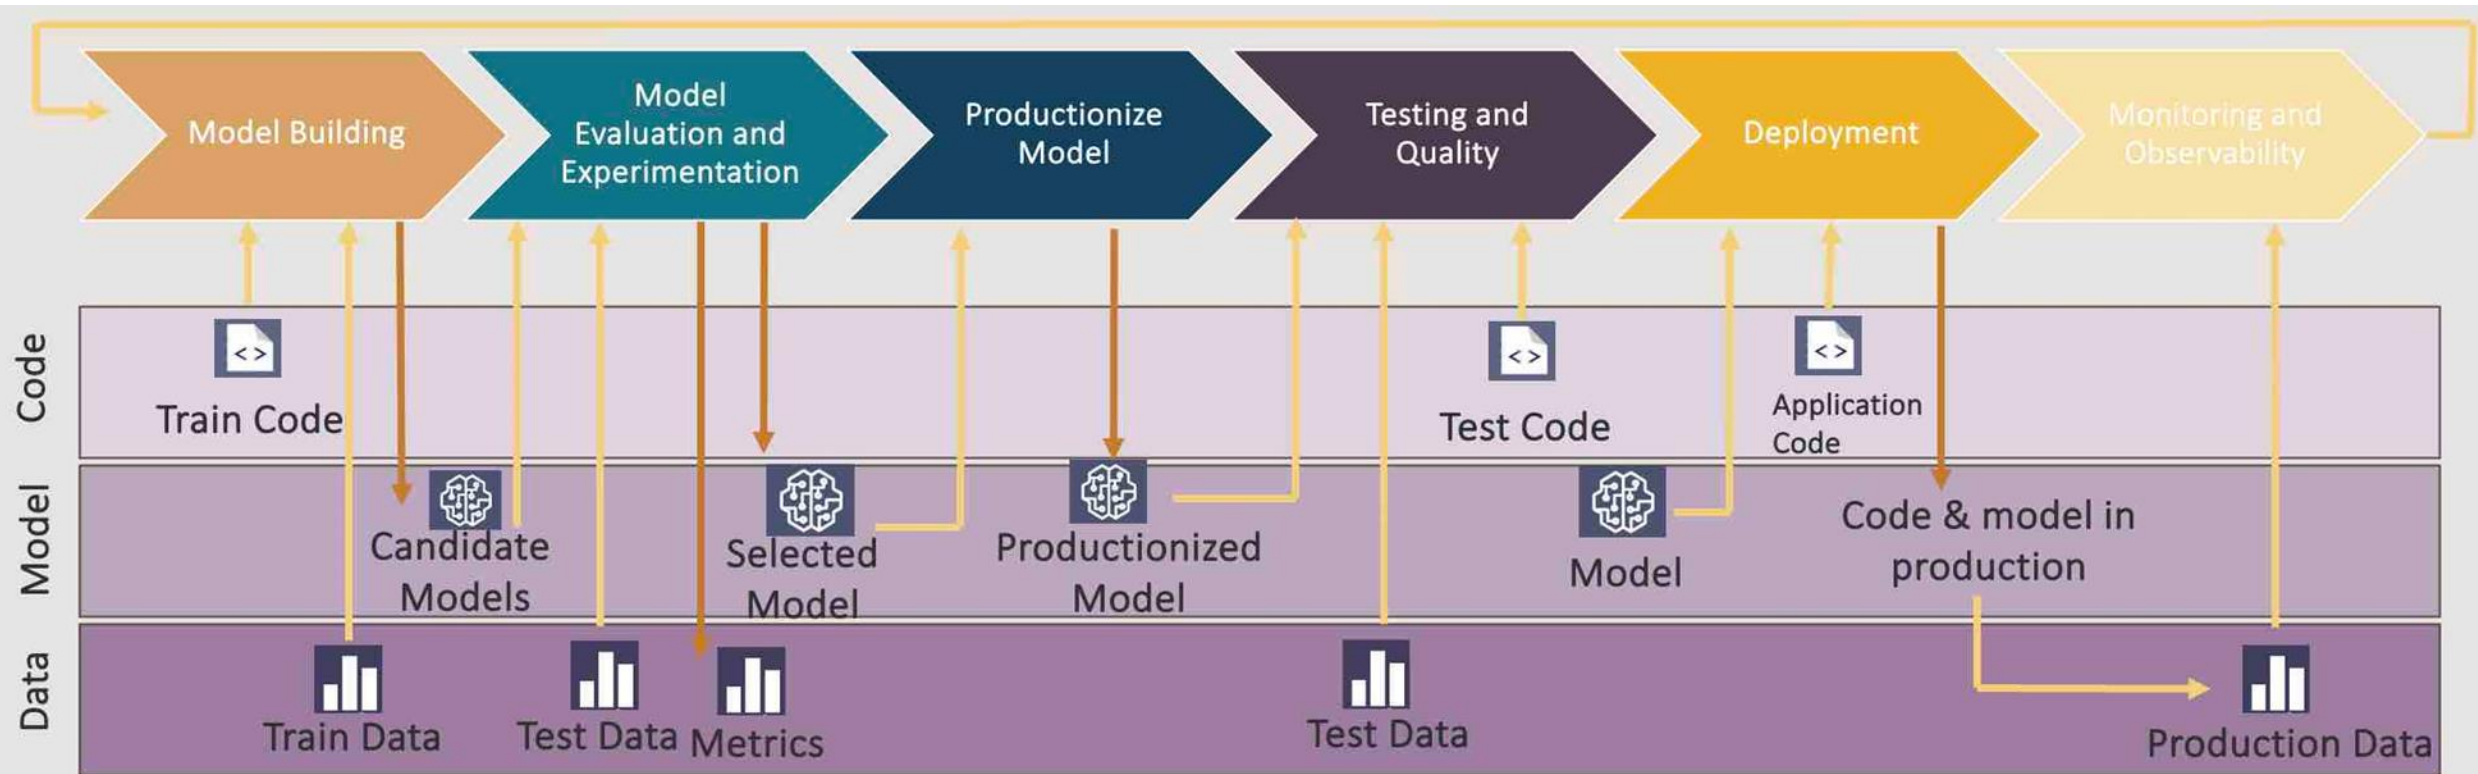 Model Building
Model
Evaluation and
Experimentation
Productionize
Model
Testing and
Quality
Deployment
Monitoring and
Observability
Code
< >
Train Code
< >
Test Code
< >
Application
Code
Model
Candidate
Models
Selected
Model
Productionized
Model
Model
Code & model in
production
Data
Train Data
Test Data
Metrics
Test Data
Production Data